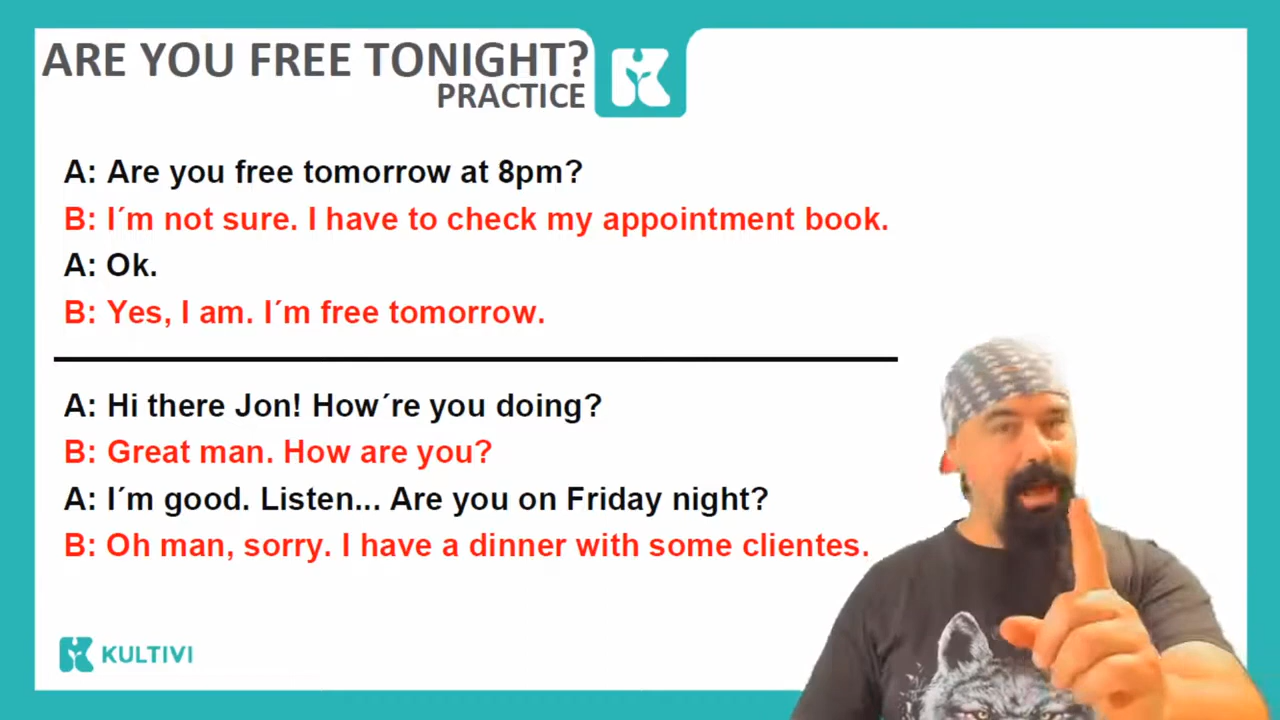 ARE YOU FREE TONIGHT?
PRACTICE
A: Are you free tomorrow at 8pm?
B: I´m not sure. I have to check my appointment book.
A: Ok.
B: Yes, I am. I´m free tomorrow.
A: Hi there Jon! How´re you doing?
B: Great man. How are you?
A: I´m good. Listen... Are you on Friday night?
B: Oh man, sorry. I have a dinner with some clientes.
KULTIVI